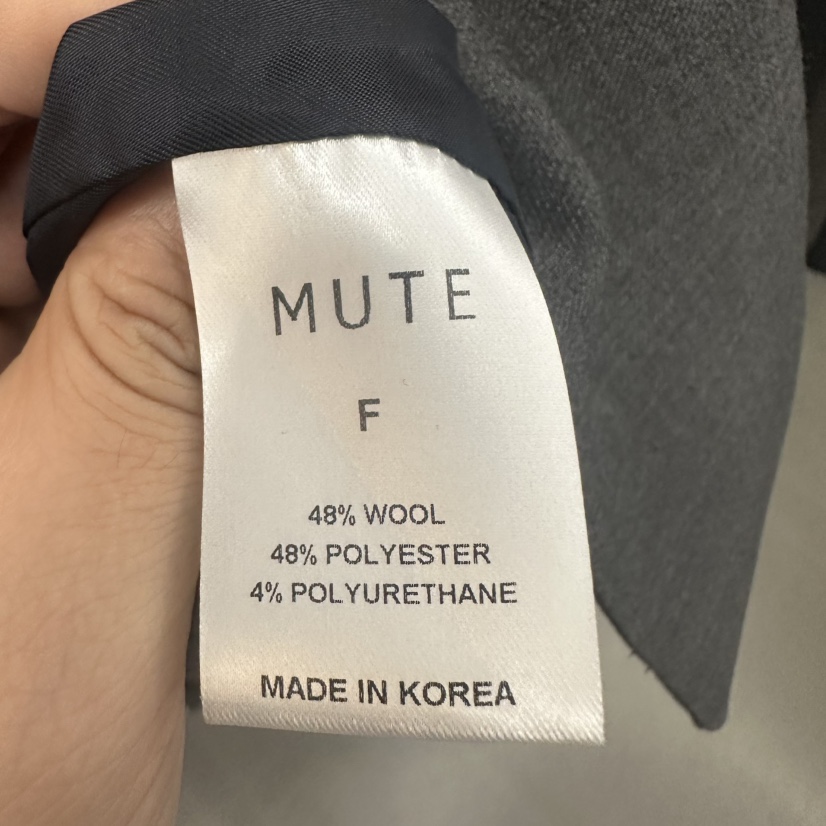 MUTE
F
48% WOOL
48% POLYESTER
4% POLYURETHANE
MADE IN KOREA